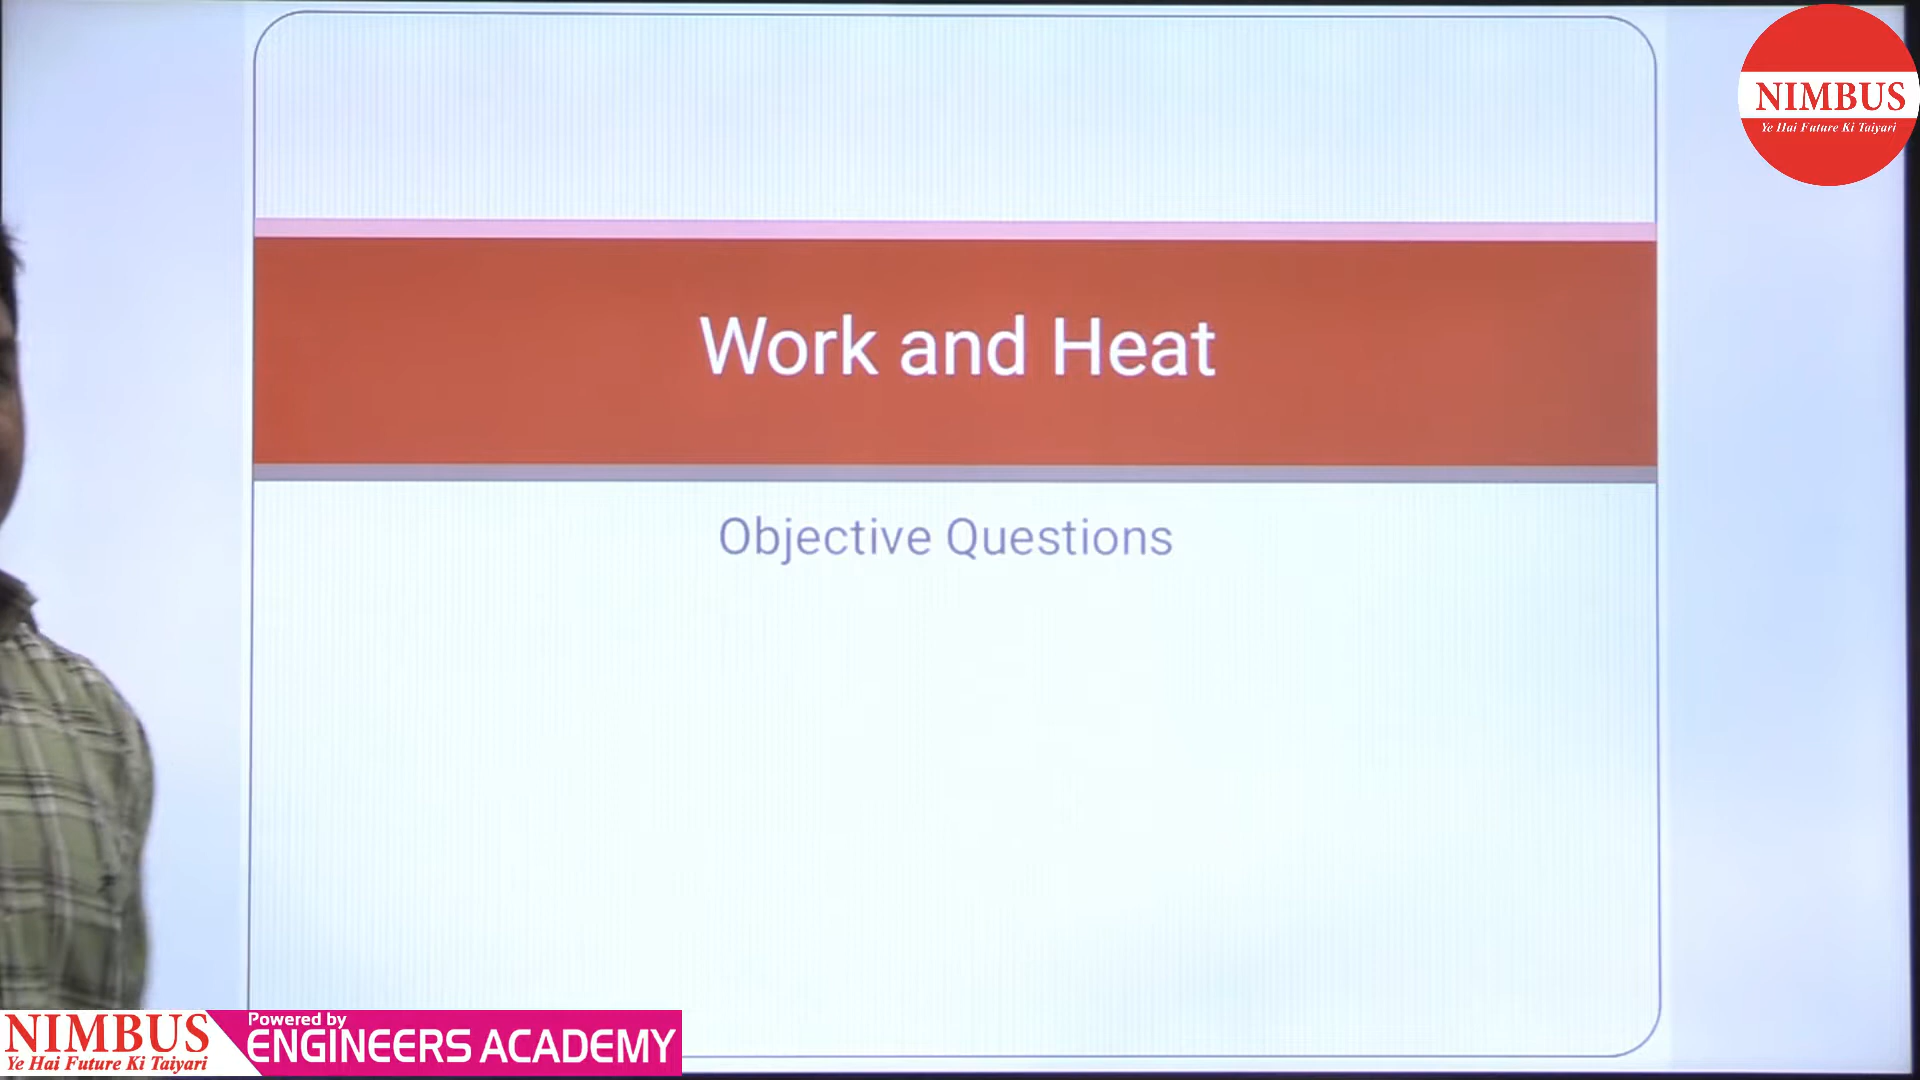 NIMBUS
Ye Hai Future Ki Taiyari
Work and Heat
Objective Questions
NIMBUS
Ye Hai Future Ki Taiyari
Powered by
ENGINEERS ACADEMY